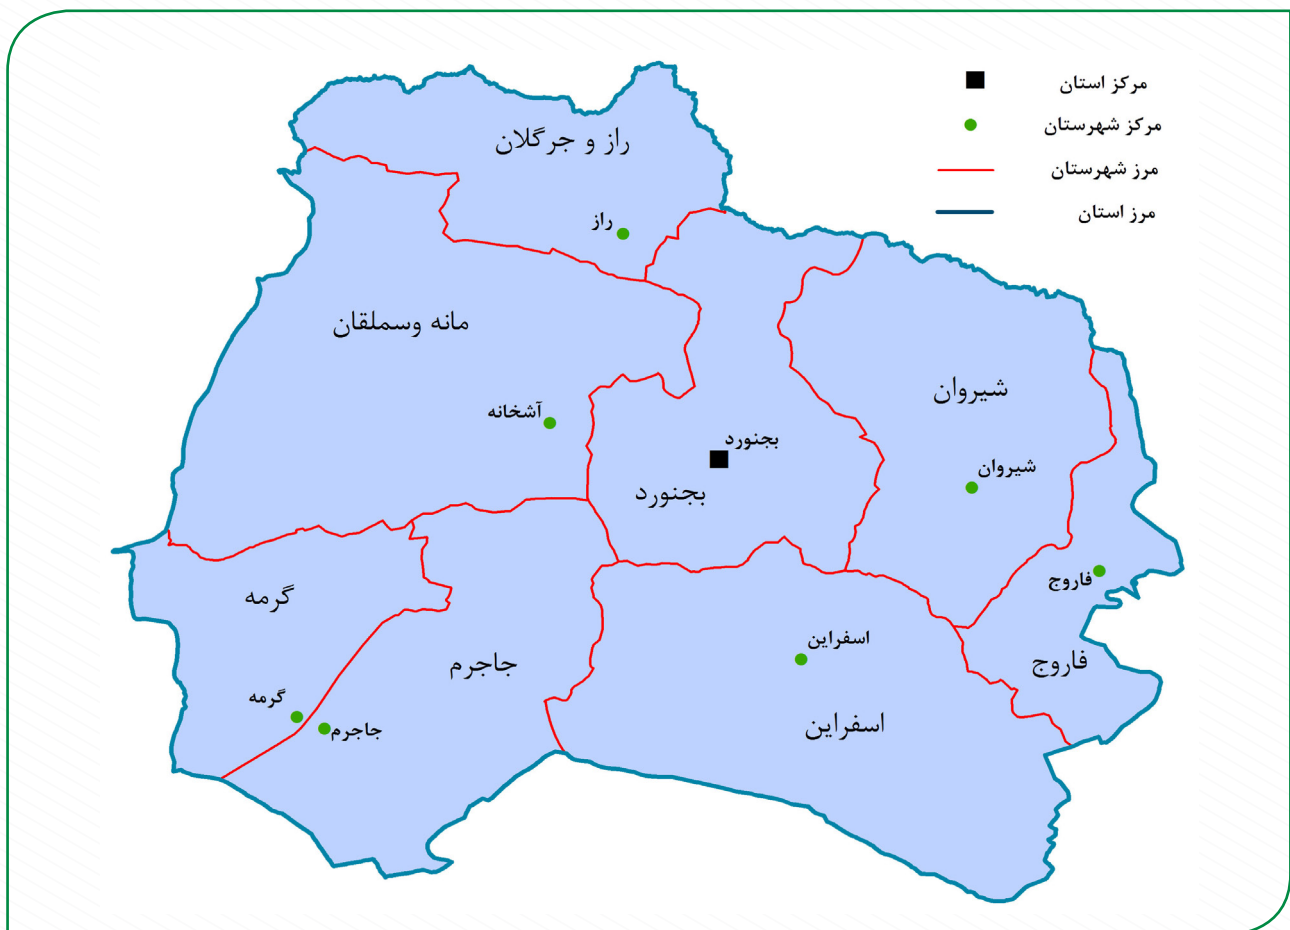 مرکز استان
مرکز شهرستان
مرز شهرستان
مرز استان
راز و جرگلان
راز
مانه وسملقان
آشخانه
شیروان
شیروان
بجنورد
بجنورد
فاروج
فاروج
گرمه
گرمه
جاجرم
جاجرم
اسفراین
اسفراین